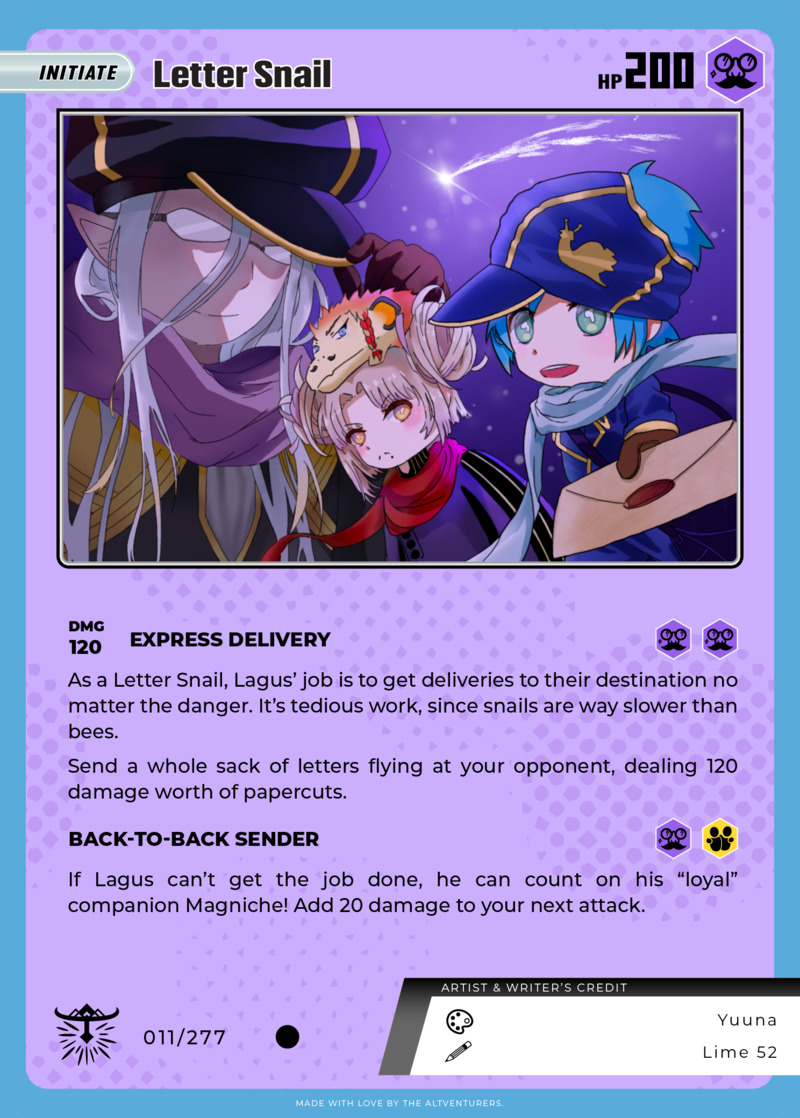 INITIATE
Letter Snail
HP 200
DMG
120
EXPRESS DELIVERY
As a Letter Snail, Lagus’ job is to get deliveries to their destination no
matter the danger. It’s tedious work, since snails are way slower than
bees.
Send a whole sack of letters flying at your opponent, dealing 120
damage worth of papercuts.
BACK-TO-BACK SENDER
If Lagus can’t get the job done, he can count on his “loyal”
companion Magniche! Add 20 damage to your next attack.
ARTIST & WRITER’S CREDIT
Yuuna
Lime 52
011/277
MADE WITH LOVE BY THE ALTVENTURERS.